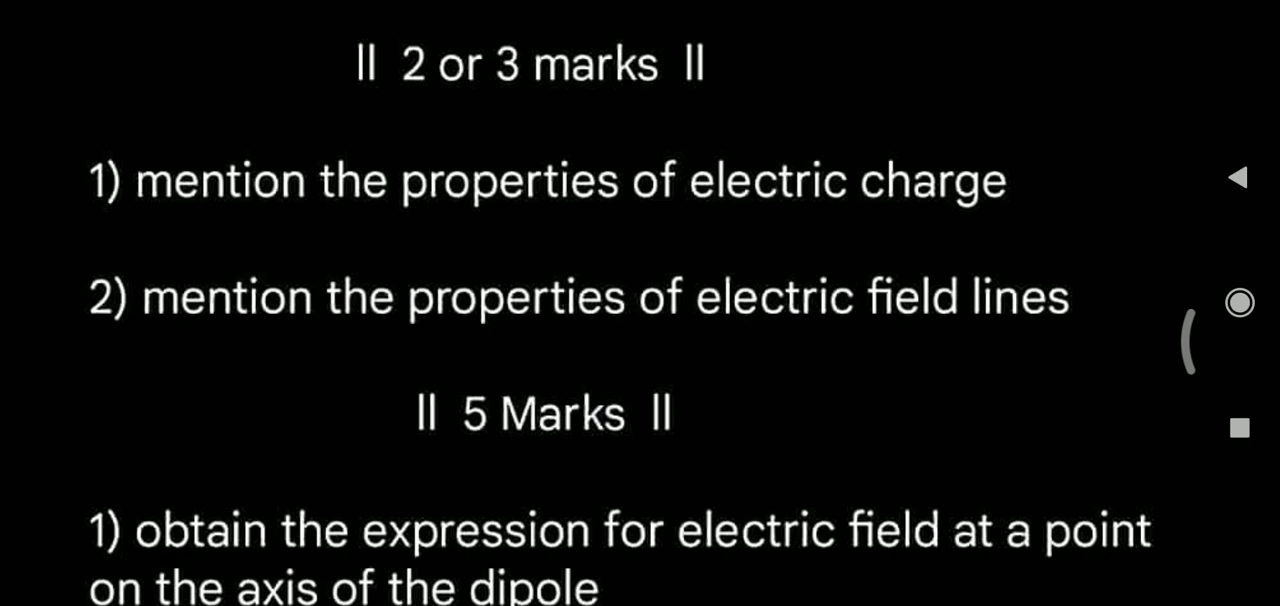 || 2 or 3 marks ||
1) mention the properties of electric charge
2) mention the properties of electric field lines
|| 5 Marks ||
1) obtain the expression for electric field at a point
on the axis of the dipole